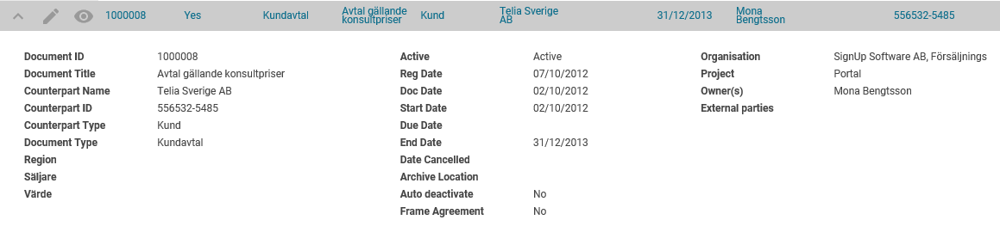 1000008 Yes Kundavtal Avtal gällande konsultpriser Kund Telia Sverige AB 31/12/2013 Mona Bengtsson 556532-5485
Document ID 1000008 Active Active Organisation SignUp Software AB, Försäljnings
Document Title Avtal gällande konsultpriser Reg Date 07/10/2012 Project Portal
Counterpart Name Telia Sverige AB Doc Date 02/10/2012 Owner(s) Mona Bengtsson
Counterpart ID 556532-5485 Start Date 02/10/2012 External parties
Counterpart Type Kund Due Date
Document Type Kundavtal End Date 31/12/2013
Region Date Cancelled
Säljare Archive Location
Värde Auto deactivate No
Frame Agreement No